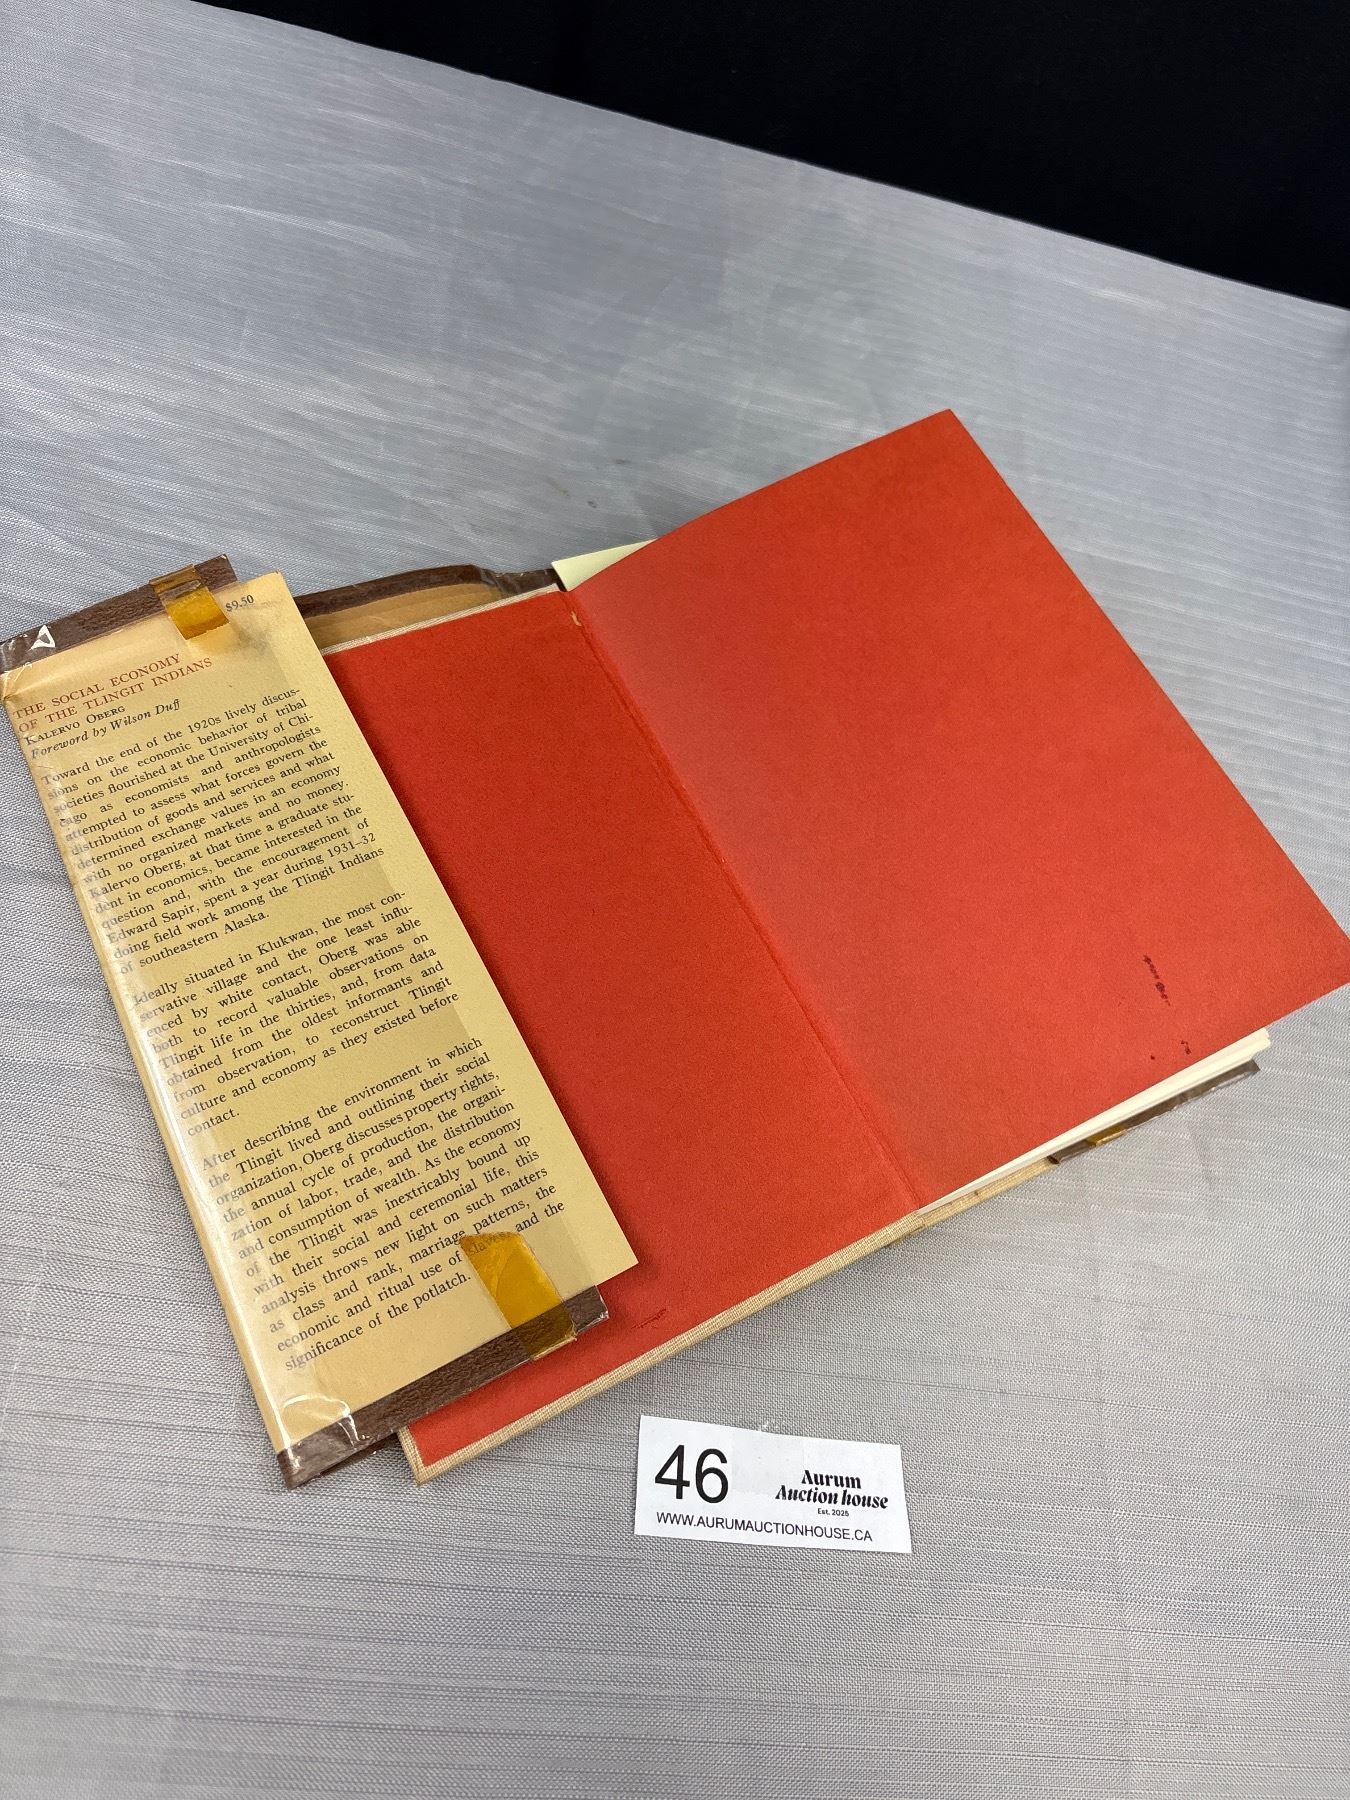 $9.50
THE SOCIAL ECONOMY
OF THE TLINGIT INDIANS
KALERVO OBERG
Foreword by Wilson Duff
Toward the end of the 1920s lively discus-
sions on the economic behavior of tribal
societies flourished at the University of Chi-
cago as economists and anthropologists
attempted to assess what forces govern the
distribution of goods and services and what
determined exchange values in an economy
with no organized markets and no money.
Kalervo Oberg, at that time a graduate stu-
dent in economics, became interested in the
question and, with the encouragement of
Edward Sapir, spent a year during 1931–32
doing field work among the Tlingit Indians
of southeastern Alaska.
Ideally situated in Klukwan, the most con-
servative village and the one least influ-
enced by white contact, Oberg was able
both to record valuable observations on
Tlingit life in the thirties, and, from data
obtained from the oldest informants and
from observation, to reconstruct Tlingit
culture and economy as they existed before
contact.
After describing the environment in which
the Tlingit lived and outlining their social
organization, Oberg discusses property rights,
the annual cycle of production, the organi-
zation of labor, trade, and the distribution
and consumption of wealth. As the economy
of the Tlingit was inextricably bound up
with their social and ceremonial life, this
analysis throws new light on such matters
as class and rank, marriage patterns, the
economic and ritual use of slaves, and the
significance of the potlatch.
46
Aurum
Auction house
Est. 2025
WWW.AURUMAUCTIONHOUSE.CA